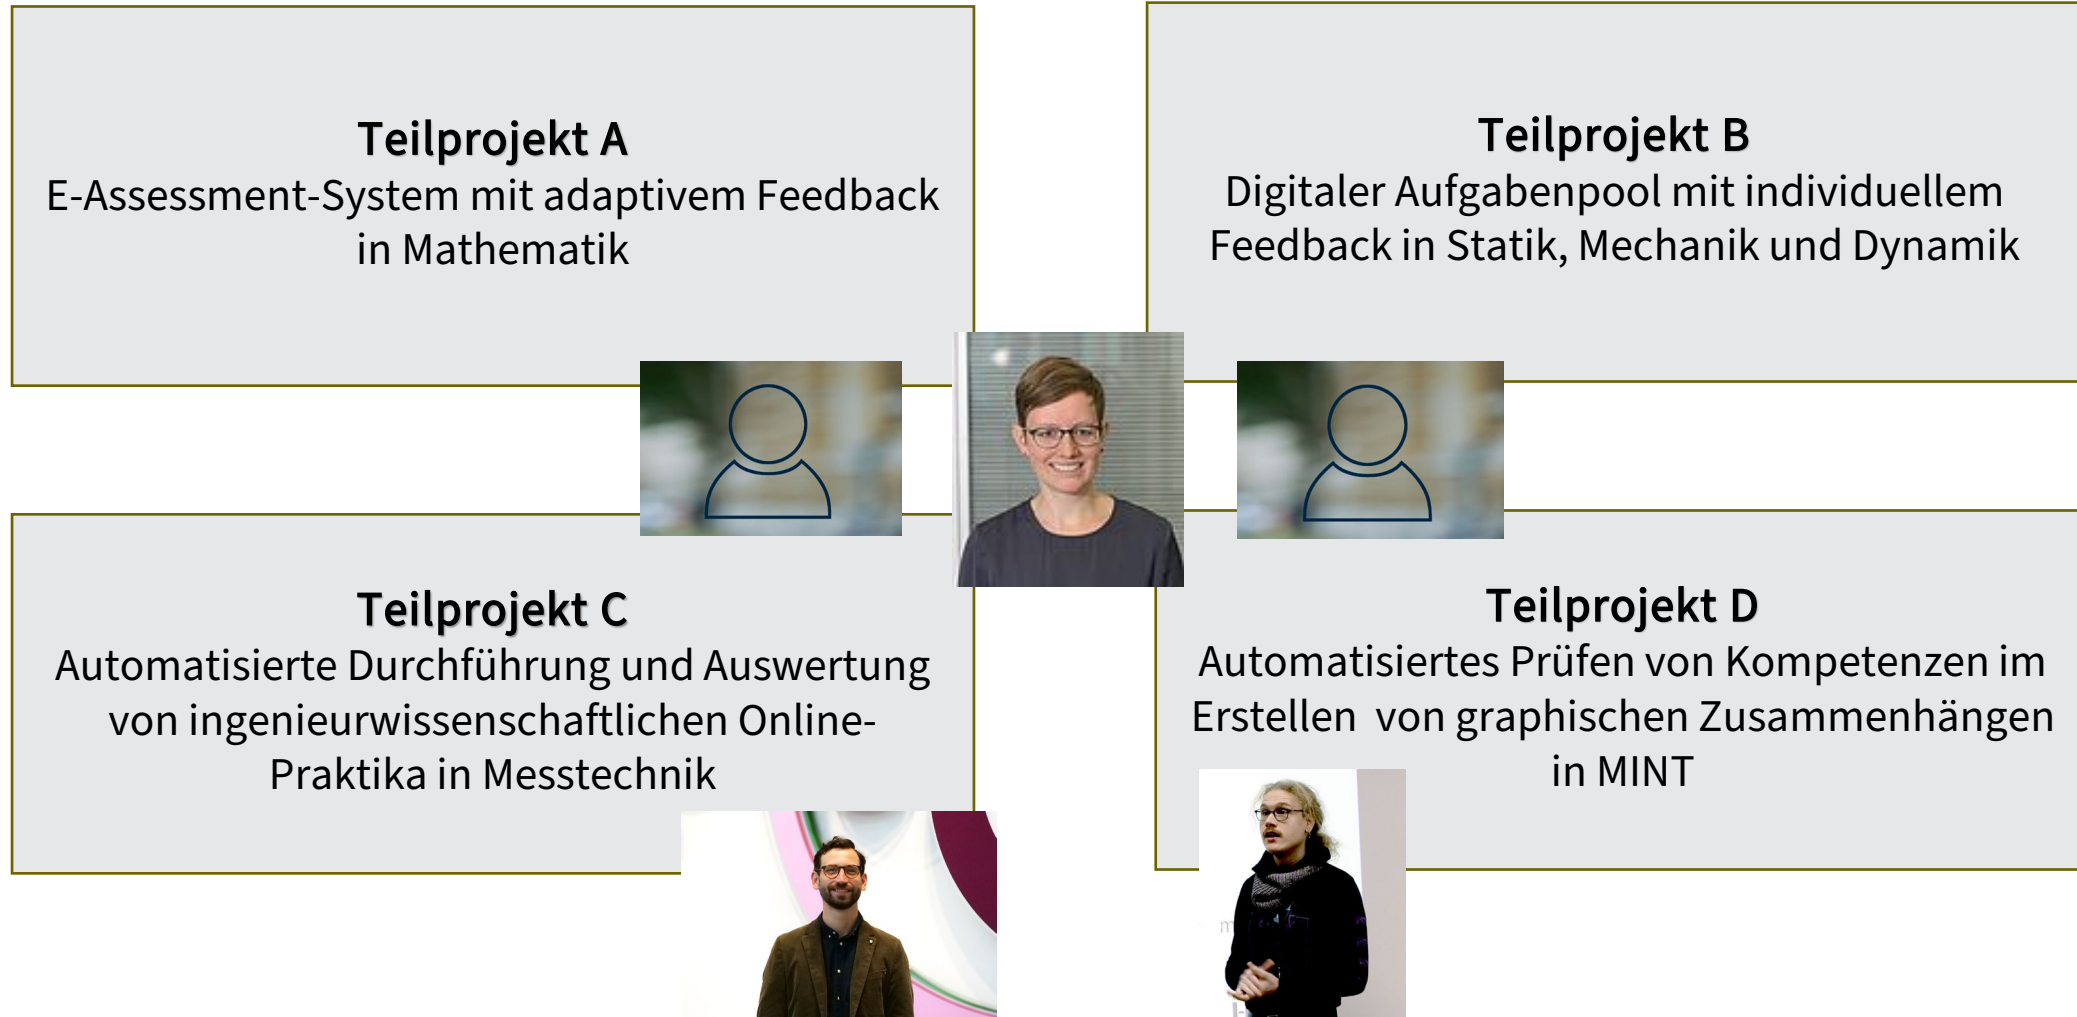 Teilprojekt A
E-Assessment-System mit adaptivem Feedback
in Mathematik
Teilprojekt B
Digitaler Aufgabenpool mit individuellem
Feedback in Statik, Mechanik und Dynamik
Teilprojekt C
Automatisierte Durchführung und Auswertung
von ingenieurwissenschaftlichen Online-
Praktika in Messtechnik
Teilprojekt D
Automatisiertes Prüfen von Kompetenzen im
Erstellen  von graphischen Zusammenhängen
in MINT